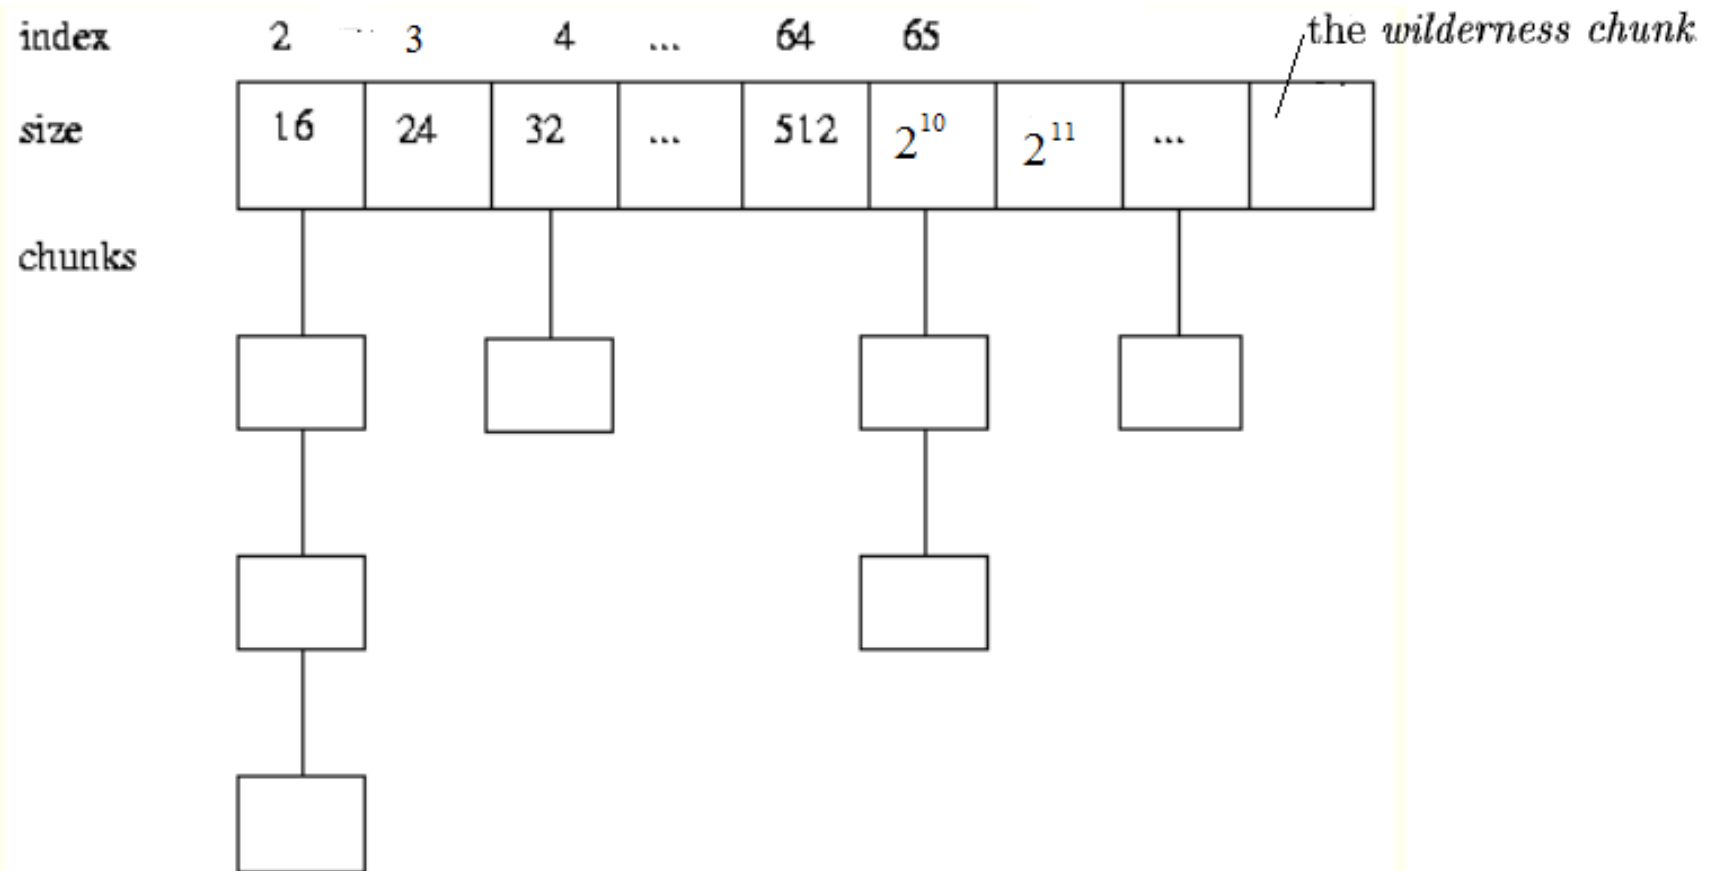 index 2 3 4 ... 64 65 the wilderness chunk
size 16 24 32 ... 512 2^10 2^11 ...
chunks